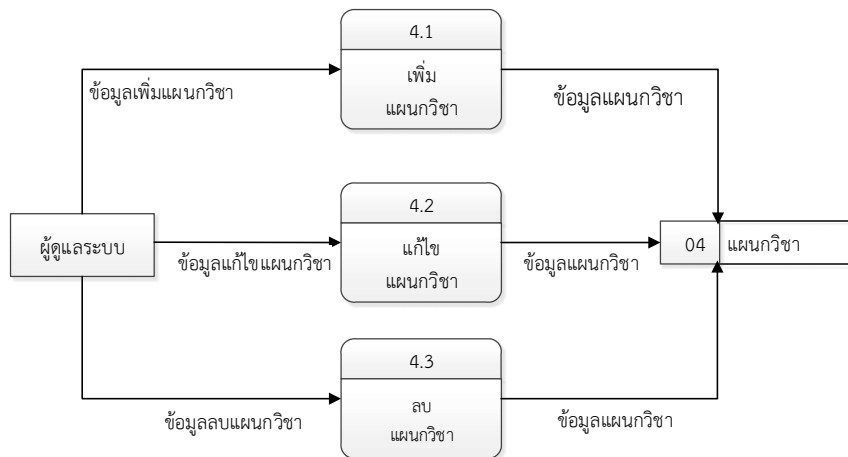 4.1
เพิ่ม
แผนกวิชา
ข้อมูลเพิ่มแผนกวิชา
ข้อมูลแผนกวิชา
4.2
แก้ไข
แผนกวิชา
ผู้ดูแลระบบ
ข้อมูลแก้ไขแผนกวิชา
ข้อมูลแผนกวิชา
04 แผนกวิชา
4.3
ลบ
แผนกวิชา
ข้อมูลลบแผนกวิชา
ข้อมูลแผนกวิชา